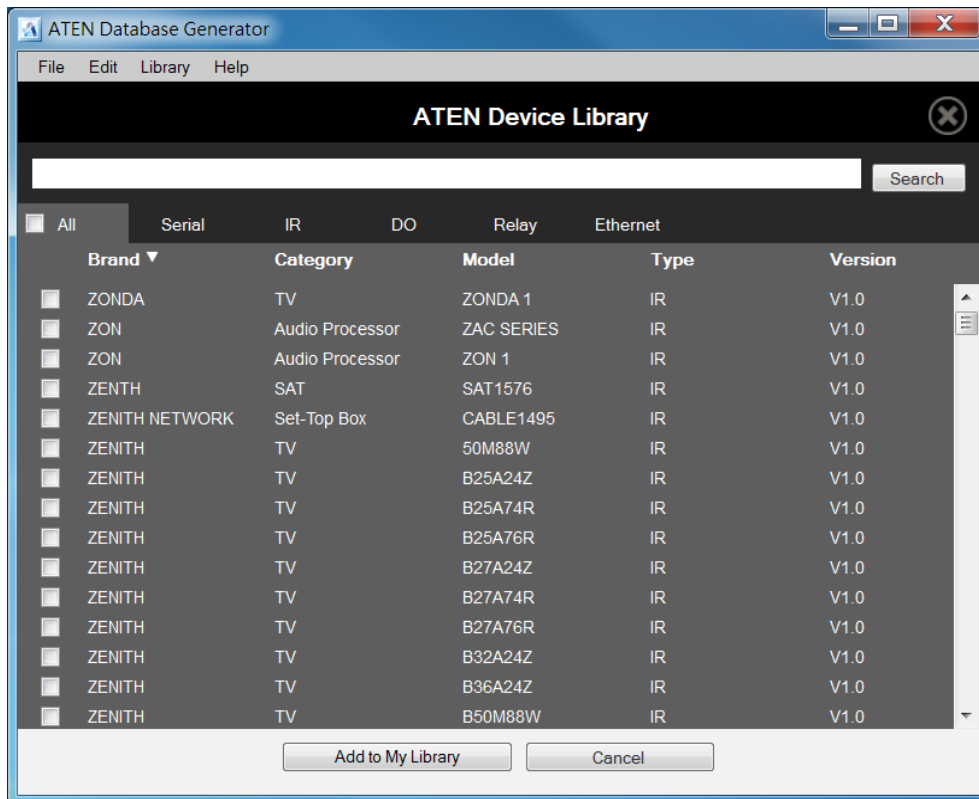 ATEN Database Generator
File Edit Library Help
ATEN Device Library
Search
All Serial IR DO Relay Ethernet
Brand ▼ Category Model Type Version
ZONDA TV ZONDA 1 IR V1.0
ZON Audio Processor ZAC SERIES IR V1.0
ZON Audio Processor ZON 1 IR V1.0
ZENTH SAT SAT1576 IR V1.0
ZENITH NETWORK Set-Top Box CABLE1495 IR V1.0
ZENITH TV 50M88W IR V1.0
ZENITH TV B25A24Z IR V1.0
ZENITH TV B25A74R IR V1.0
ZENITH TV B25A76R IR V1.0
ZENITH TV B27A24Z IR V1.0
ZENITH TV B27A74R IR V1.0
ZENITH TV B27A76R IR V1.0
ZENITH TV B32A24Z IR V1.0
ZENITH TV B36A24Z IR V1.0
ZENITH TV B50M88W IR V1.0
Add to My Library Cancel